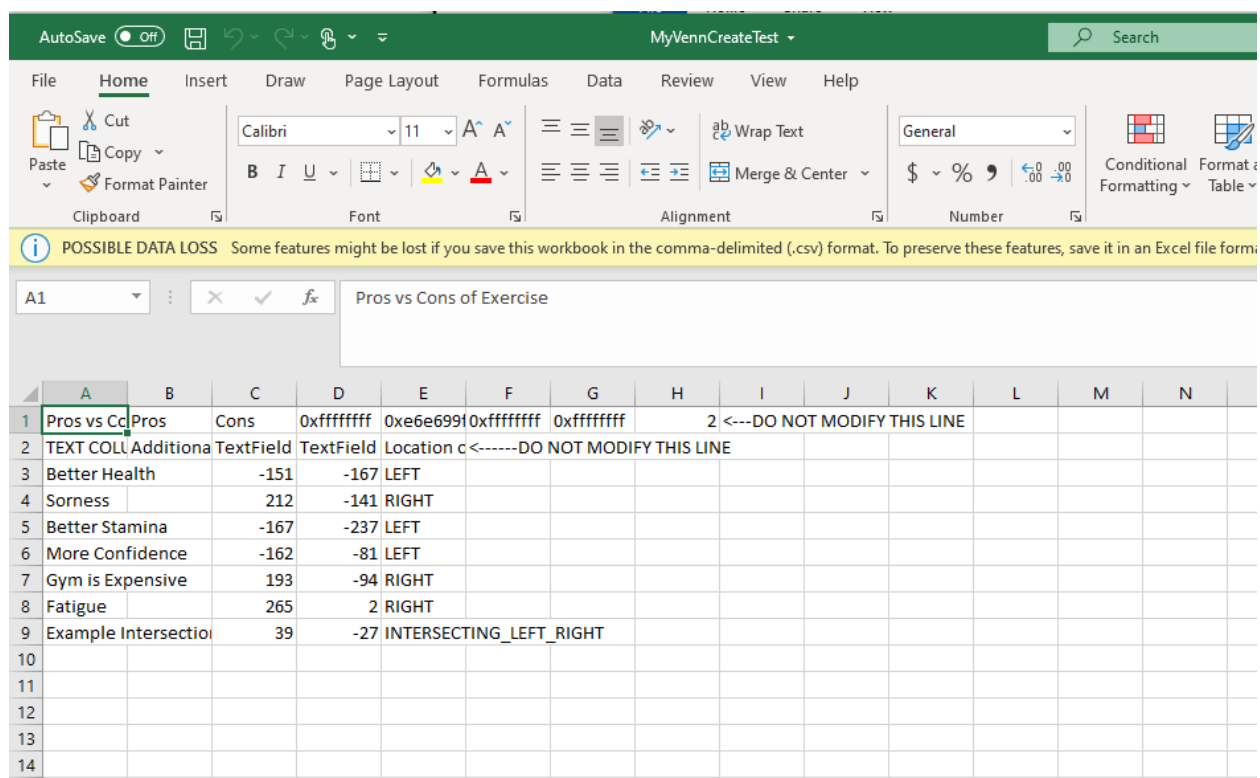 AutoSave Off MyVennCreateTest Search
File Home Insert Draw Page Layout Formulas Data Review View Help
Cut
Copy
Format Painter
Paste
Calibri 11 A^ A˅
B I U A
ab Wrap Text
Merge & Center
General
$ % 9 .00 .00
Conditional Formatting
Format a
Table
Clipboard Font Alignment Number
POSSIBLE DATA LOSS Some features might be lost if you save this workbook in the comma-delimited (.csv) format. To preserve these features, save it in an Excel file forma
A1 fx Pros vs Cons of Exercise
A B C D E F G H I J K L M N
1 Pros vs Co Pros Cons 0xffffffff 0xe6e699f 0xffffffff 0xffffffff 2 <---DO NOT MODIFY THIS LINE
2 TEXT COLU Additiona TextField TextField Location o <------DO NOT MODIFY THIS LINE
3 Better Health -151 -167 LEFT
4 Sorness 212 -141 RIGHT
5 Better Stamina -167 -237 LEFT
6 More Confidence -162 -81 LEFT
7 Gym is Expensive 193 -94 RIGHT
8 Fatigue 265 2 RIGHT
9 Example Intersection 39 -27 INTERSECTING_LEFT_RIGHT
10
11
12
13
14